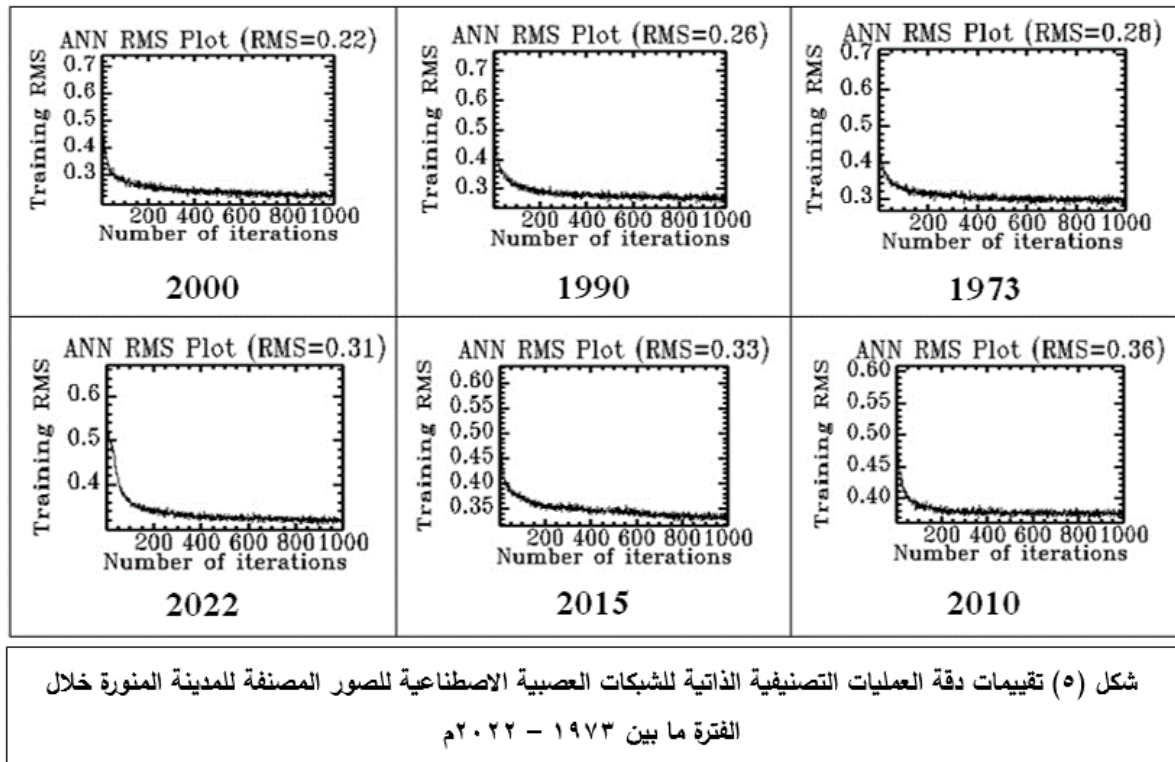 ANN RMS Plot (RMS=0.22)
0.7
0.6
0.5
0.4
0.3
Training RMS
200 400 600 800 1000
Number of iterations
2000
ANN RMS Plot (RMS=0.26)
0.7
0.6
0.5
0.4
0.3
Training RMS
200 400 600 800 1000
Number of iterations
1990
ANN RMS Plot (RMS=0.28)
0.7
0.6
0.5
0.4
0.3
Training RMS
200 400 600 800 1000
Number of iterations
1973
ANN RMS Plot (RMS=0.31)
0.6
0.5
0.4
Training RMS
200 400 600 800 1000
Number of iterations
2022
ANN RMS Plot (RMS=0.33)
0.60
0.55
0.50
0.45
0.40
0.35
Training RMS
200 400 600 800 1000
Number of iterations
2015
ANN RMS Plot (RMS=0.36)
0.60
0.55
0.50
0.45
0.40
Training RMS
200 400 600 800 1000
Number of iterations
2010
شكل (٥) تقييمات دقة العمليات التصنيفية الذاتية للشبكات العصبية الاصطناعية للصور المصنفة للمدينة المنورة خلال
الفترة ما بين ١٩٧٣ – ٢٠٢٢م